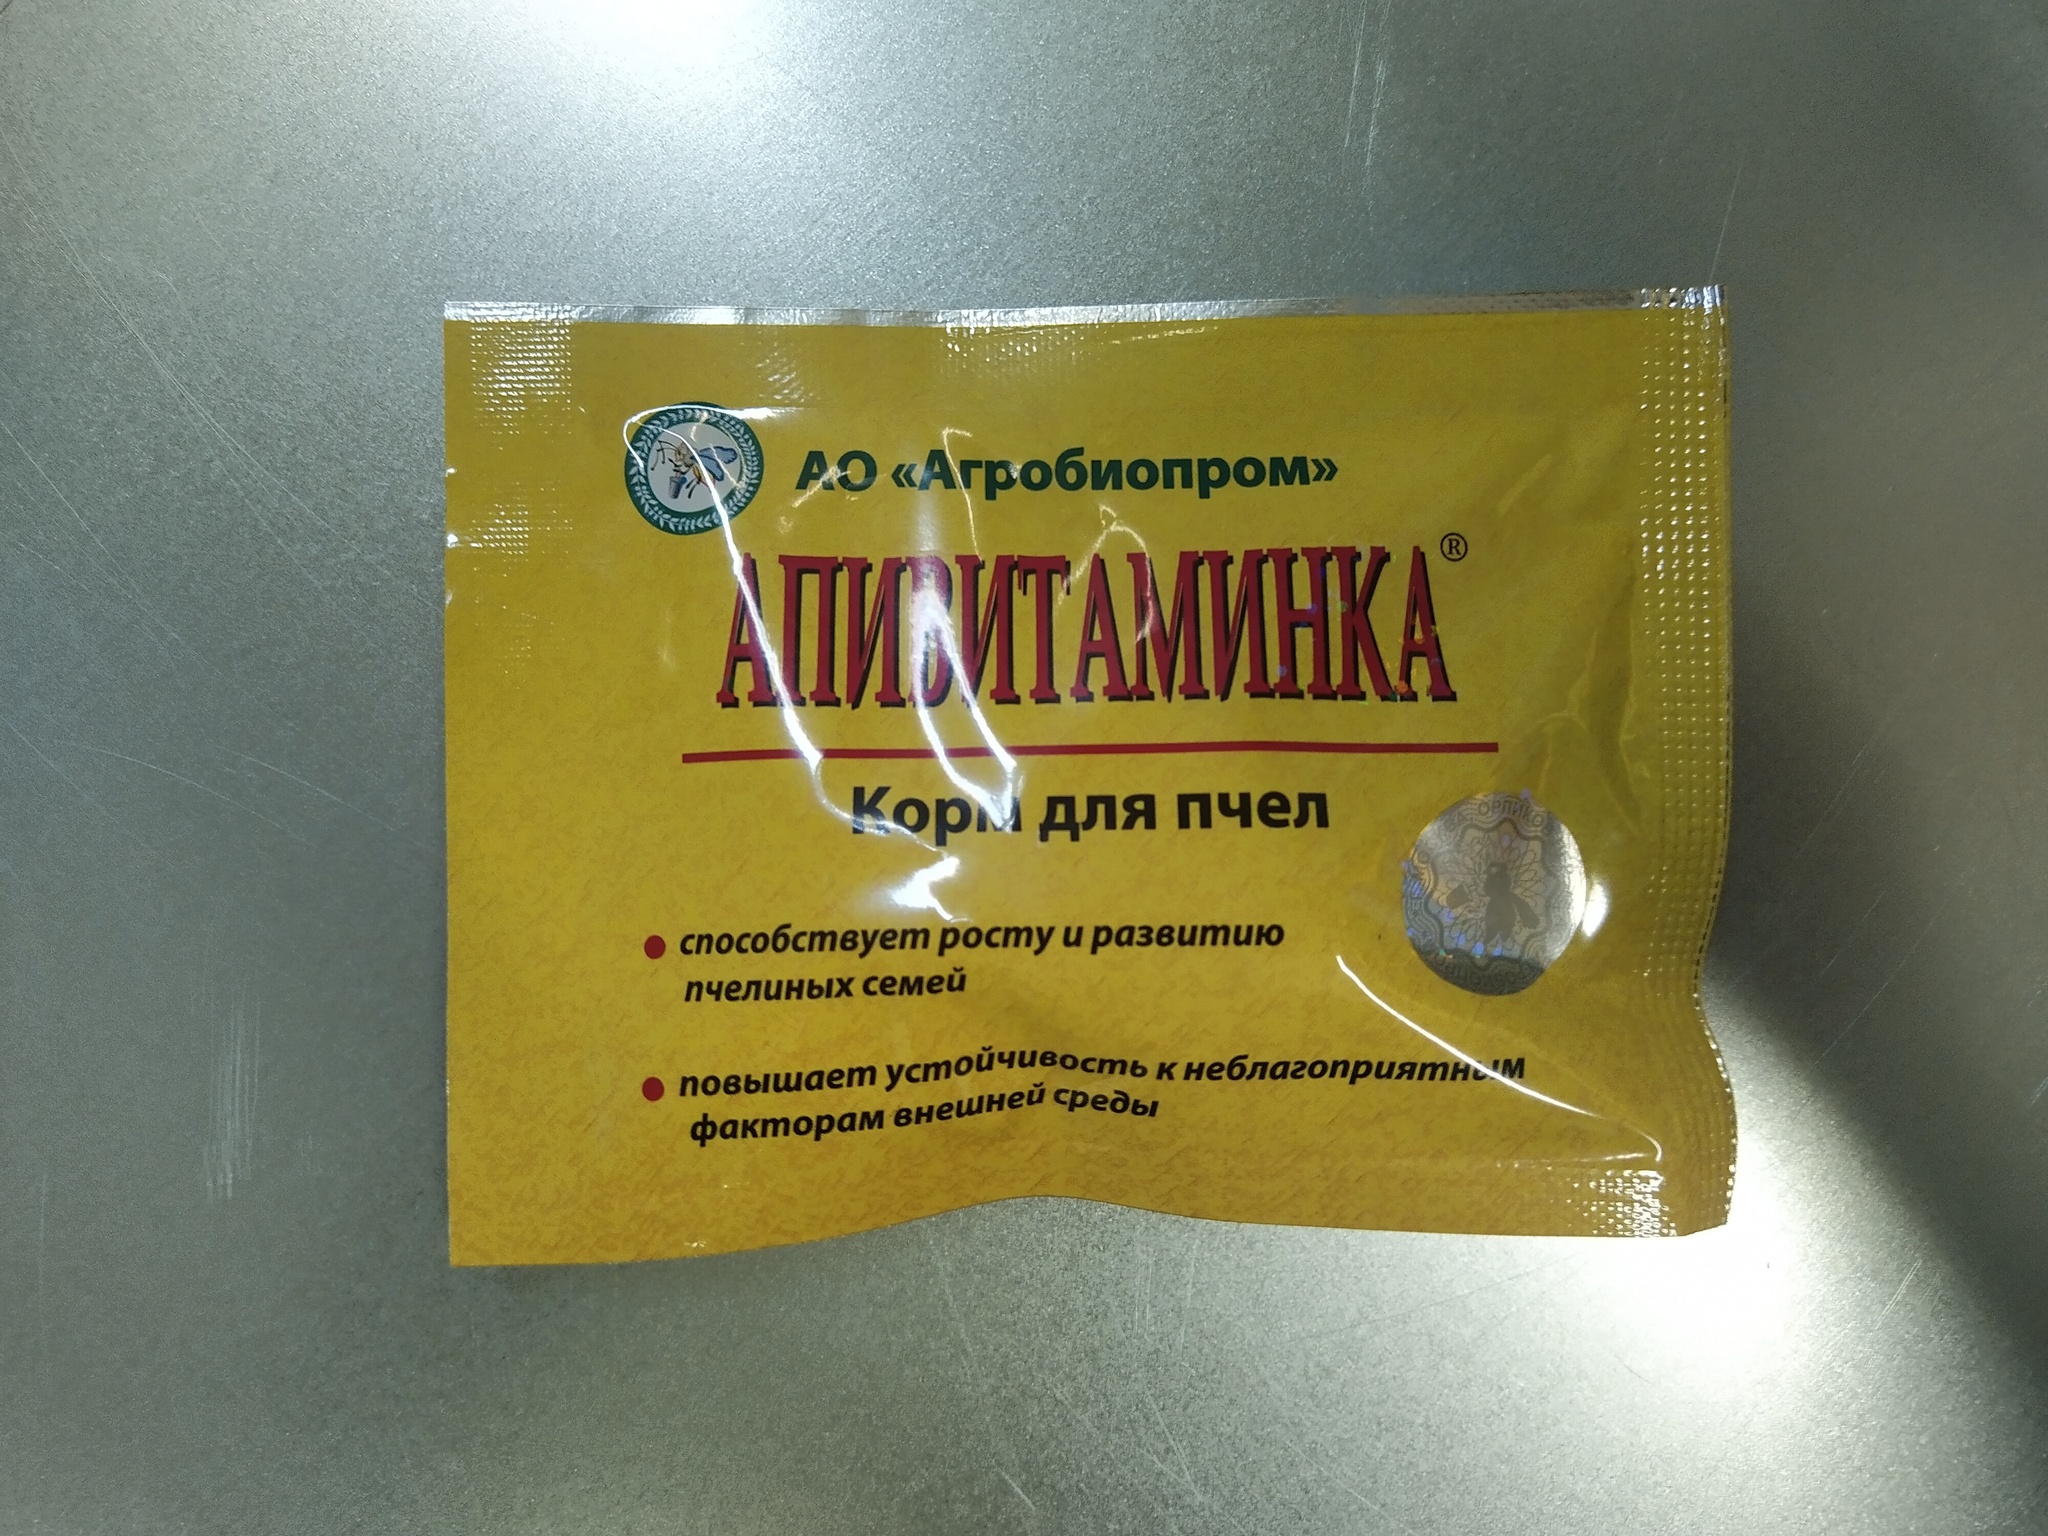 АО «Агробиопром»
АПИВИТАМИНКА®
Корм для пчел
• способствует росту и развитию
пчелиных семей
• повышает устойчивость к неблагоприятным
факторам внешней среды